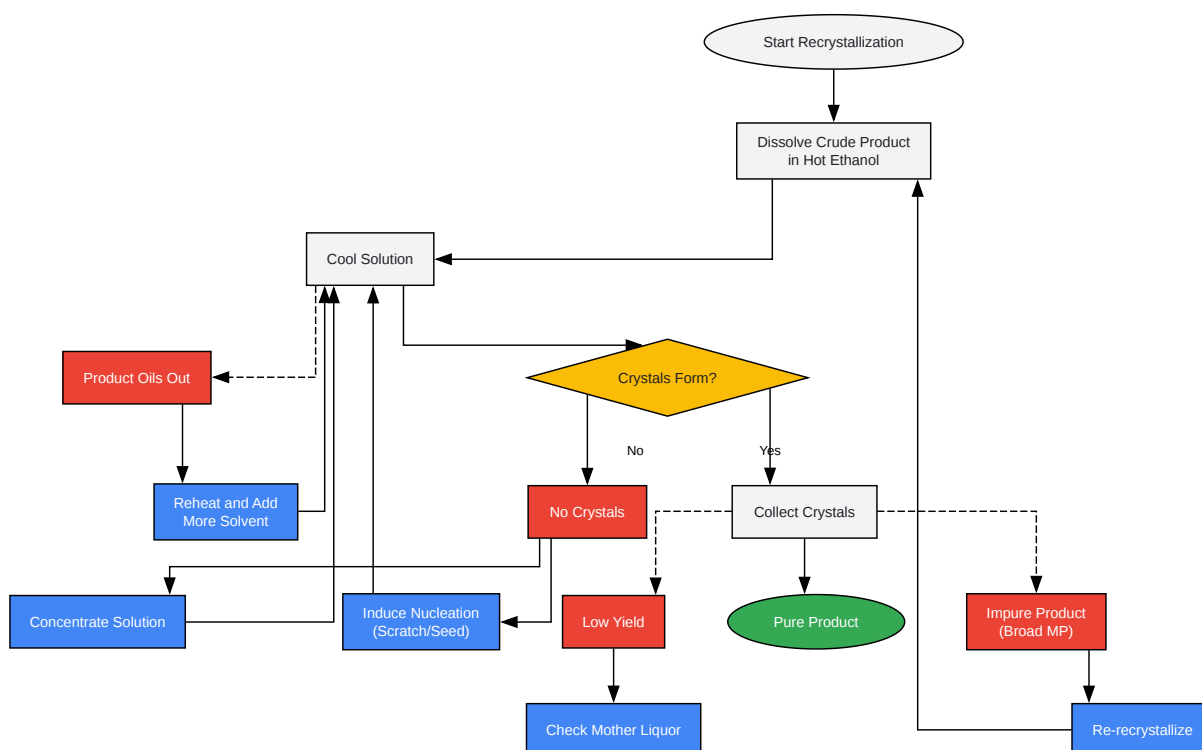 Start Recrystallization
Dissolve Crude Product
in Hot Ethanol
Cool Solution
Product Oils Out
Crystals Form?
No
Yes
Reheat and Add
More Solvent
No Crystals
Collect Crystals
Concentrate Solution
Induce Nucleation
(Scratch/Seed)
Low Yield
Pure Product
Impure Product
(Broad MP)
Check Mother Liquor
Re-recrystallize